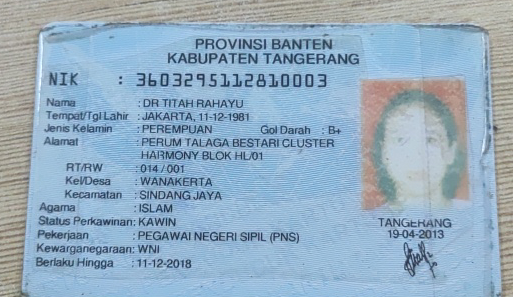 PROVINSI BANTEN
KABUPATEN TANGERANG
NIK : 3603295112810003
Nama : DR TITAH RAHAYU
Tempat/Tgl Lahir : JAKARTA, 11-12-1981
Jenis Kelamin : PEREMPUAN Gol Darah : B+
Alamat : PERUM TALAGA BESTARI CLUSTER
HARMONY BLOK HL/01
RT/RW : 014 / 001
Kel/Desa : WANAKERTA
Kecamatan : SINDANG JAYA
Agama : ISLAM
Status Perkawinan: KAWIN
Pekerjaan : PEGAWAI NEGERI SIPIL (PNS)
Kewarganegaraan: WNI
Berlaku Hingga : 11-12-2018
TANGERANG
19-04-2013